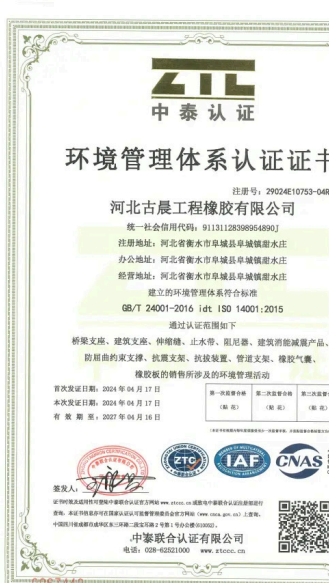 ZTC
中泰认证
环境管理体系认证证书
注册号：29024E10753-04R
河北古晨工程橡胶有限公司
统一社会信用代码：91131128398954890J
注册地址：河北省衡水市阜城县阜城镇甜水庄
办公地址：河北省衡水市阜城县阜城镇甜水庄
经营地址：河北省衡水市阜城县阜城镇甜水庄
建立的环境管理体系符合标准
GB/T 24001-2016 idt ISO 14001:2015
通过认证范围如下
桥梁支座、建筑支座、伸缩缝、止水带、阻尼器、建筑消能减震产品、
防屈曲约束支撑、抗震支架、抗拔装置、管道支架、橡胶气囊、
橡胶板的销售所涉及的环境管理活动
首次发证日期：2024年04月17日
本次发证日期：2024年04月17日
有 效 期 至：2027年04月16日
第一次监督合格 第二次监督合格 第三次监督合
（贴 花） （贴 花） （贴 花）
签发人：
ZTC
IAF
CNAS
中泰联合认证有限公司
电话：028-62521000 www.ztccc.cn